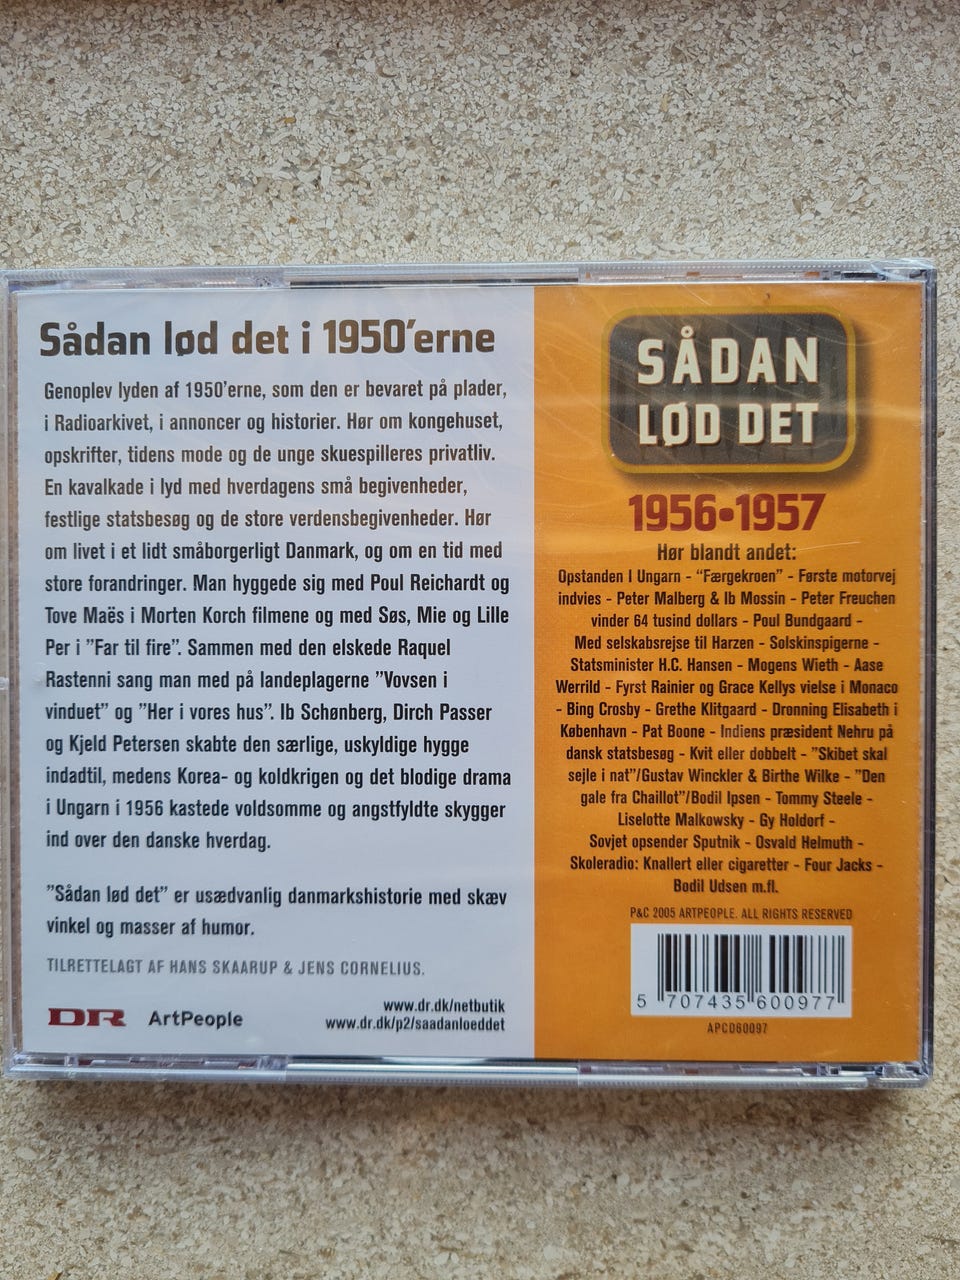 Sådan lød det i 1950'erne
Genoplev lyden af 1950'erne, som den er bevaret på plader,
i Radioarkivet, i annoncer og historier. Hør om kongehuset,
opskrifter, tidens mode og de unge skuespilleres privatliv.
En kavalkade i lyd med hverdagens små begivenheder,
festlige statsbesøg og de store verdensbegivenheder. Hør
om livet i et lidt småborgerligt Danmark, og om en tid med
store forandringer. Man hyggede sig med Poul Reichardt og
Tove Maës i Morten Korch filmene og med Søs, Mie og Lille
Per i ”Far til fire”. Sammen med den elskede Raquel
Rastenni sang man med på landeplagerne ”Vovsen i
vinduet” og ”Her i vores hus”. Ib Schønberg, Dirch Passer
og Kjeld Petersen skabte den særlige, uskyldige hygge
indadtil, medens Korea- og koldkrigen og det blodige drama
i Ungarn i 1956 kastede voldsomme og angstfyldte skygger
ind over den danske hverdag.
”Sådan lød det” er usædvanlig danmarkshistorie med skæv
vinkel og masser af humor.
TILRETTELAGT AF HANS SKAARUP & JENS CORNELIUS.
DR ArtPeople
www.dr.dk/netbutik
www.dr.dk/p2/saadanloeddet
SÅDAN
LØD DET
1956•1957
Hør blandt andet:
Opstanden I Ungarn - “Færgekroen” - Første motorvej
indvies - Peter Malberg & Ib Mossin - Peter Freuchen
vinder 64 tusind dollars - Poul Bundgaard -
Med selskabsrejse til Harzen - Solskinspigerne -
Statsminister H.C. Hansen - Mogens Wieth - Aase
Werrild - Fyrst Rainier og Grace Kellys vielse i Monaco
- Bing Crosby - Grethe Klitgaard - Dronning Elisabeth i
København - Pat Boone - Indiens præsident Nehru på
dansk statsbesøg - Kvit eller dobbelt - ”Skibet skal
sejle i nat”/Gustav Winckler & Birthe Wilke - ”Den
gale fra Chaillot”/Bodil Ipsen - Tommy Steele -
Liselotte Malkowsky - Gy Holdorf -
Sovjet opsender Sputnik - Osvald Helmuth -
Skoleradio: Knallert eller cigaretter - Four Jacks -
Bodil Udsen m.fl.
P&C 2005 ARTPEOPLE. ALL RIGHTS RESERVED
5 707435 600977
APCD60097